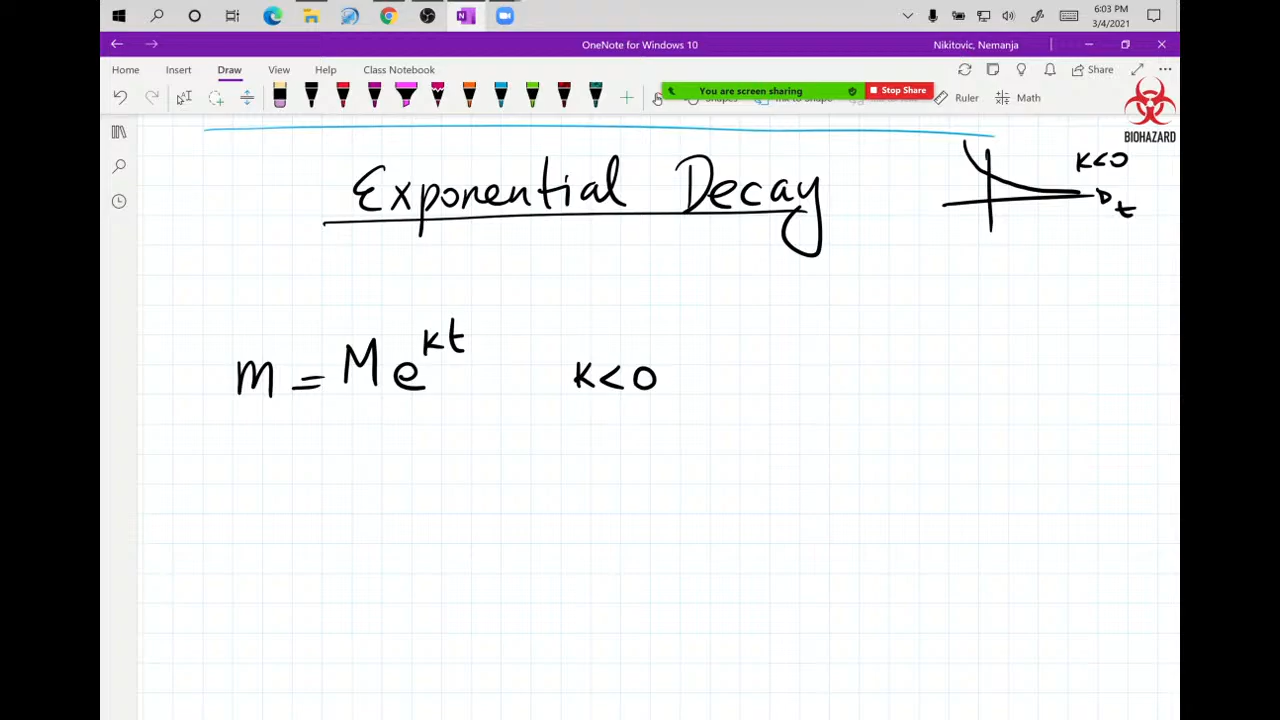 6:03 PM
3/4/2021
OneNote for Windows 10
Nikitovic, Nemanja
Home Insert Draw View Help Class Notebook Share
You are screen sharing Stop Share
Ruler Math
BIOHAZARD
K<0
t
Exponential Decay
m = M e^{kt} K<0